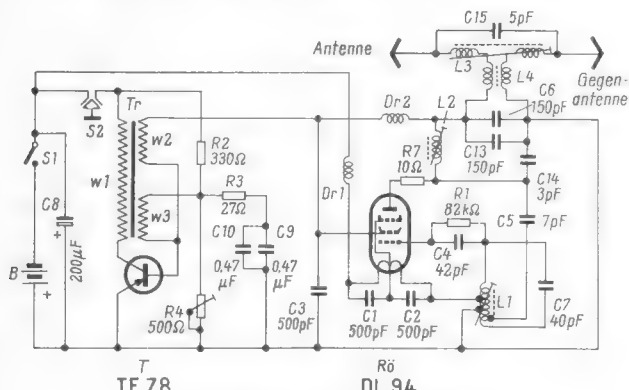 C15
5pF
Antenne
Gegen-
antenne
L3
L4
Tr
S2
Dr2
L2
C6
150pF
S1
w2
R2
330Ω
C13
150pF
R7
10Ω
C14
3pF
w1
Dr1
R3
27Ω
R1
82kΩ
C5
7pF
C8
200μF
w3
C10
C9
C4
42pF
0,47
μF
0,47
μF
B
R4
500Ω
C3
500pF
C1
500pF
C2
500pF
L1
C7
40pF
T
TF 78
Rö
DL 94